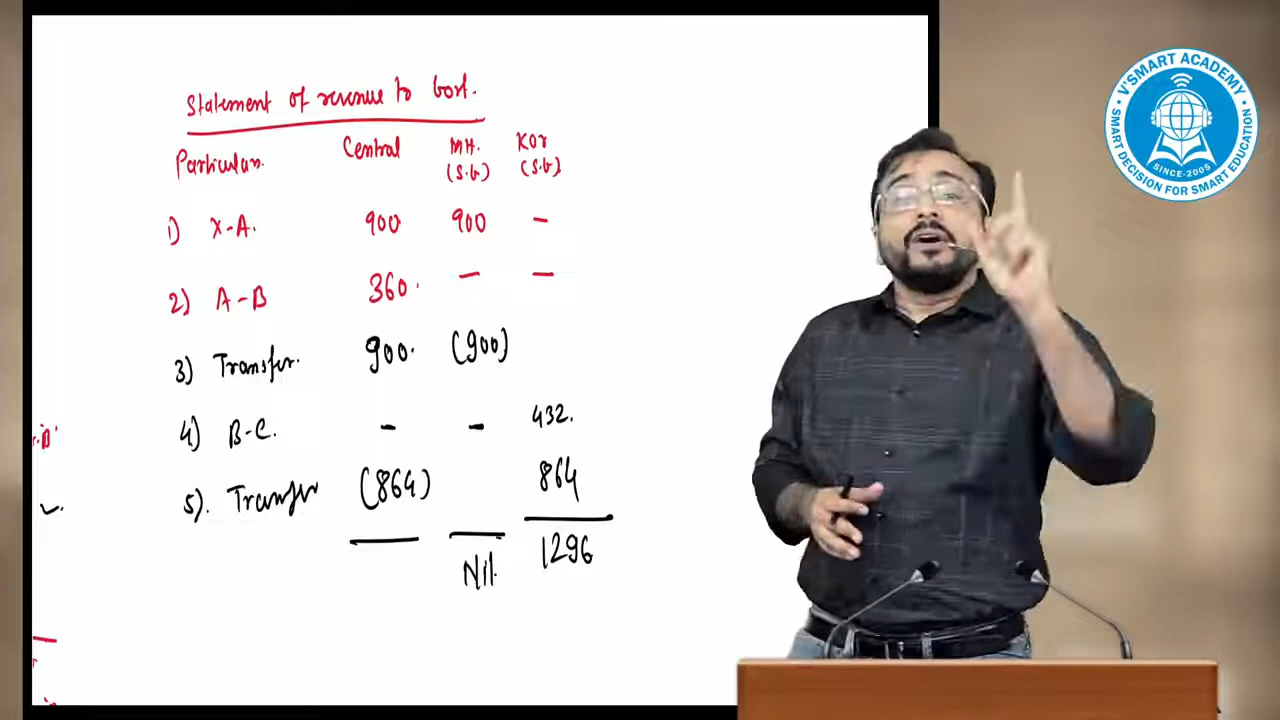 Statement of revenue to Govt.
Particulars. Central MH. (S.G) KOR (S.G)
1) X-A. 900 900 -
2) A-B 360. - -
3) Transfer. 900. (900)
4) B-C. - - 432.
5). Transfer (864) 864
Nil. 1296
V'SMART ACADEMY
SINCE-2005
SMART DECISION FOR SMART EDUCATION